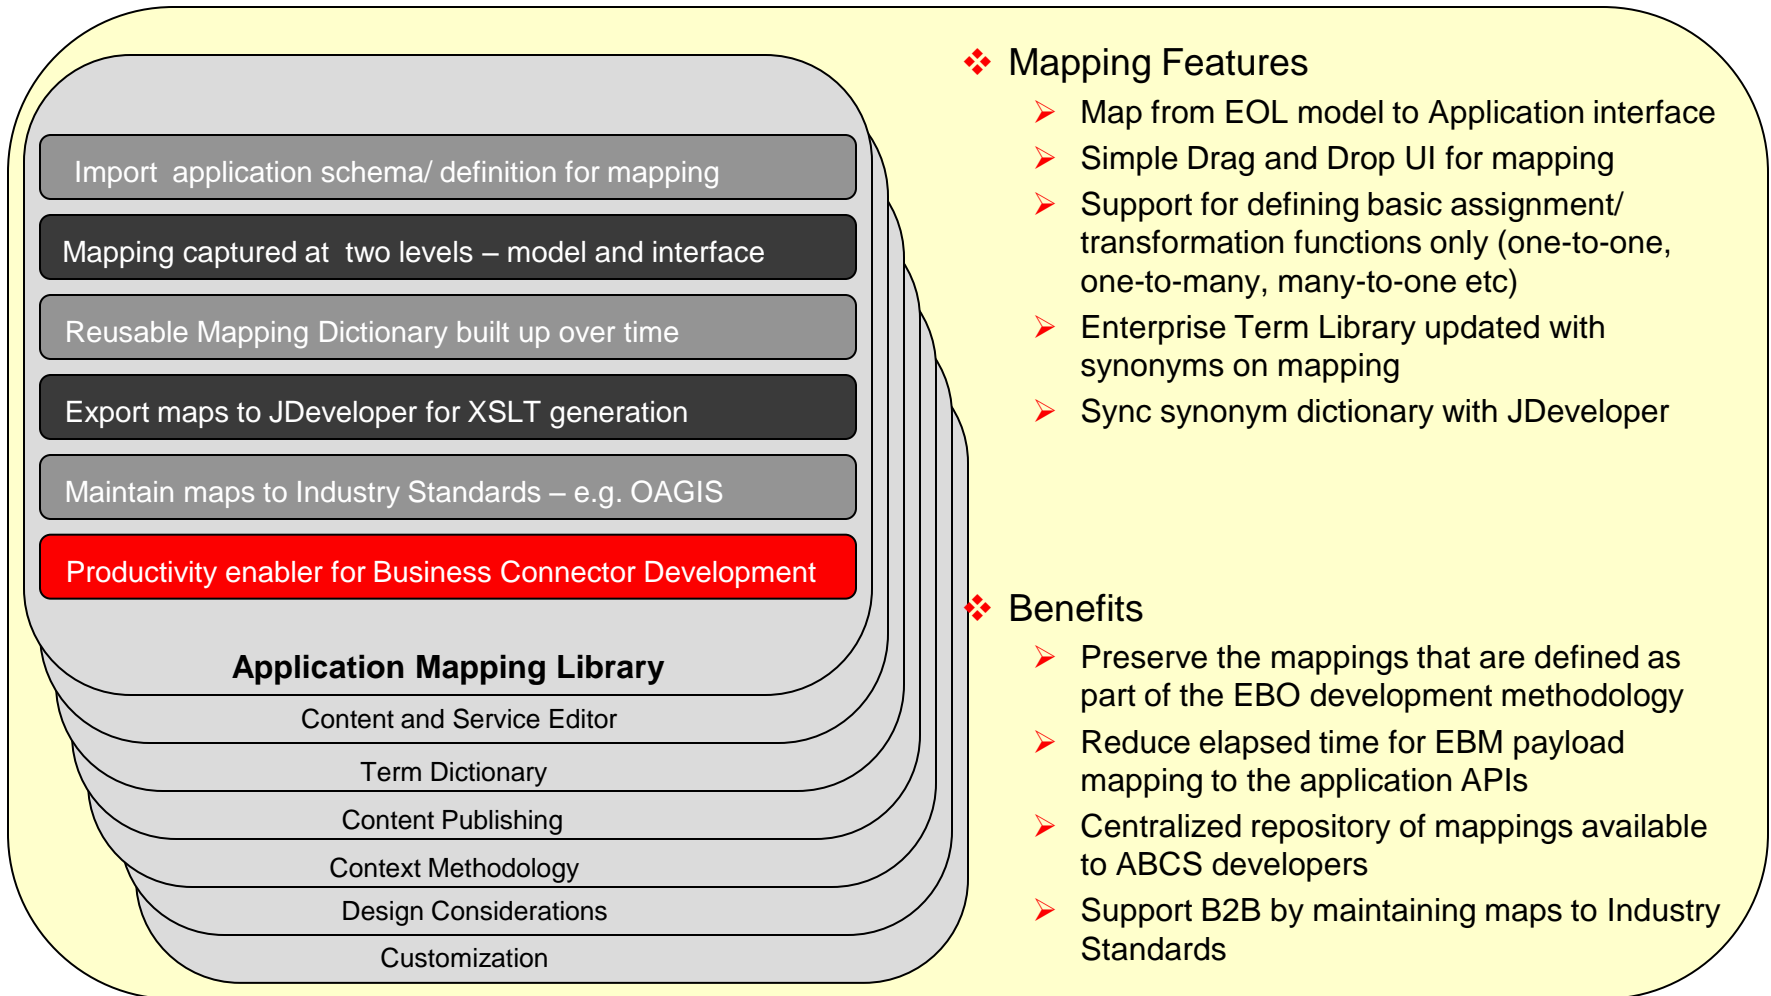 Import application schema/ definition for mapping
Mapping captured at two levels – model and interface
Reusable Mapping Dictionary built up over time
Export maps to JDeveloper for XSLT generation
Maintain maps to Industry Standards – e.g. OAGIS
Productivity enabler for Business Connector Development
Application Mapping Library
Content and Service Editor
Term Dictionary
Content Publishing
Context Methodology
Design Considerations
Customization
Mapping Features
Map from EOL model to Application interface
Simple Drag and Drop UI for mapping
Support for defining basic assignment/
transformation functions only (one-to-one,
one-to-many, many-to-one etc)
Enterprise Term Library updated with
synonyms on mapping
Sync synonym dictionary with JDeveloper
Benefits
Preserve the mappings that are defined as
part of the EBO development methodology
Reduce elapsed time for EBM payload
mapping to the application APIs
Centralized repository of mappings available
to ABCS developers
Support B2B by maintaining maps to Industry
Standards